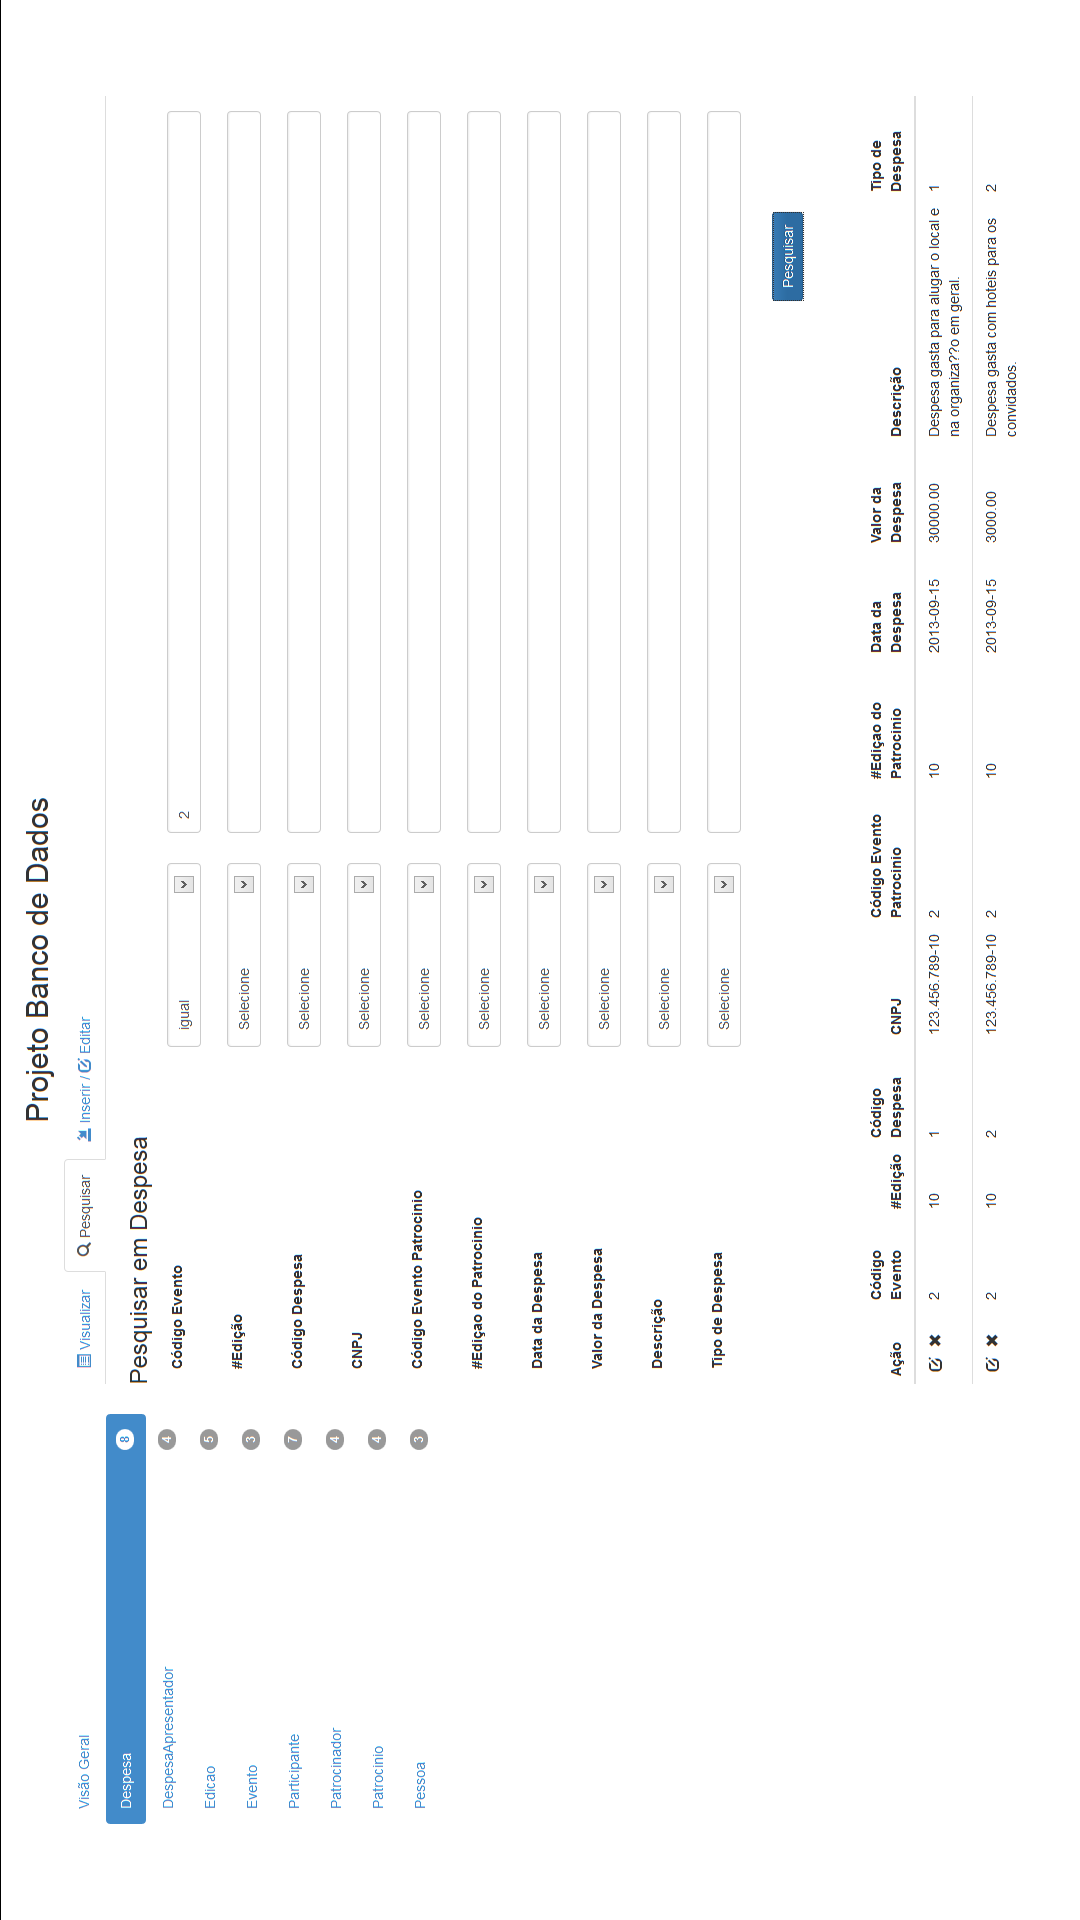 Projeto Banco de Dados
Visão Geral
Despesa 8
DespesaApresentador 4
Edicao 5
Evento 3
Participante 7
Patrocinador 4
Patrocinio 4
Pessoa 3
Visualizar Pesquisar Inserir / Editar
Pesquisar em Despesa
Código Evento igual 2
#Edição Selecione
Código Despesa Selecione
CNPJ Selecione
Código Evento Patrocinio Selecione
#Ediçao do Patrocinio Selecione
Data da Despesa Selecione
Valor da Despesa Selecione
Descrição Selecione
Tipo de Despesa Selecione
Pesquisar
Ação Código Evento #Edição Código Despesa CNPJ Código Evento Patrocinio #Ediçao do Patrocinio Data da Despesa Valor da Despesa Descrição Tipo de Despesa
2 10 1 123.456.789-10 2 10 2013-09-15 30000.00 Despesa gasta para alugar o local e 1
na organiza??o em geral.
2 10 2 123.456.789-10 2 10 2013-09-15 3000.00 Despesa gasta com hoteis para os 2
convidados.